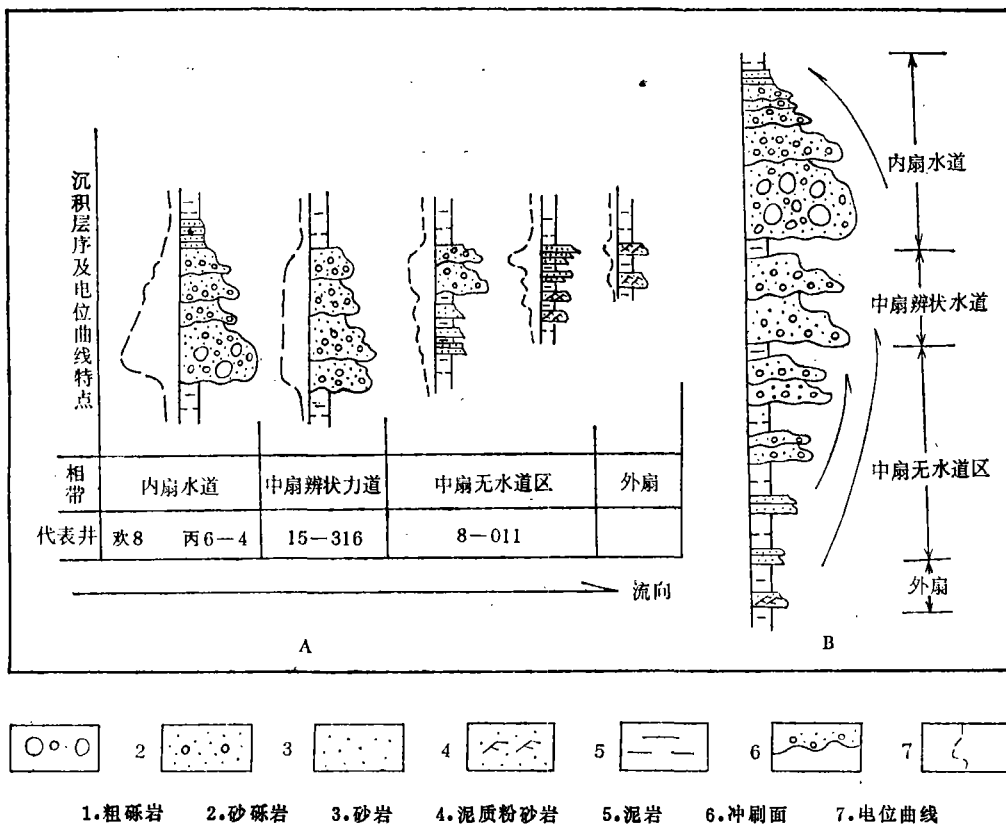 沉积层序及电位曲线特点
相带 内扇水道 中扇辨状力道 中扇无水道区 外扇
代表井 欢8 丙6—4 15—316 8—011
流向
A
内扇水道
中扇辨状水道
中扇无水道区
外扇
B
2 3 4 5 6 7
1.粗砾岩 2.砂砾岩 3.砂岩 4.泥质粉砂岩 5.泥岩 6.冲刷面 7.电位曲线